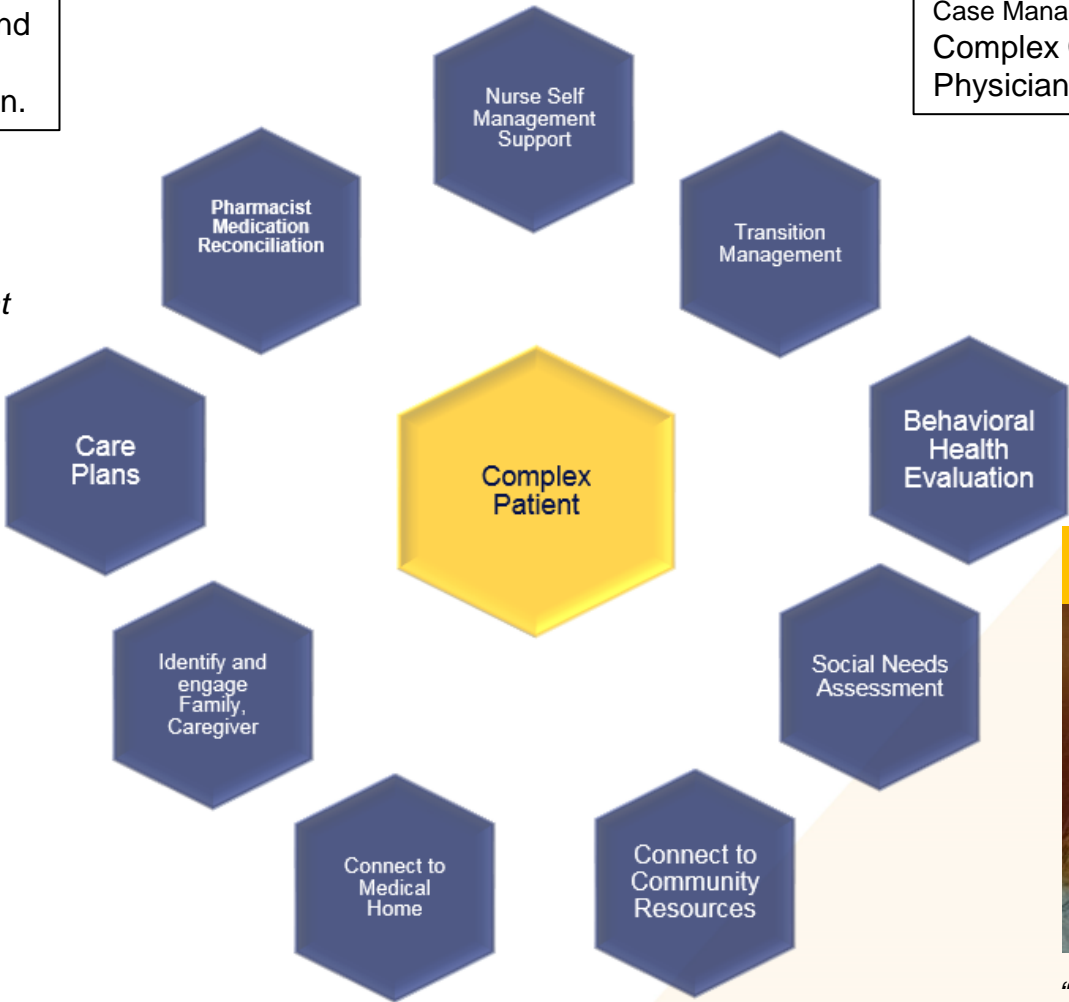 n.
Case Mana
Complex
Physician
Nurse Self
Management
Support
Pharmacist
Medication
Reconciliation
Transition
Management
Care
Plans
Complex
Patient
Behavioral
Health
Evaluation
Identify and
engage
Family,
Caregiver
Social Needs
Assessment
Connect to
Medical
Home
Connect to
Community
Resources
“